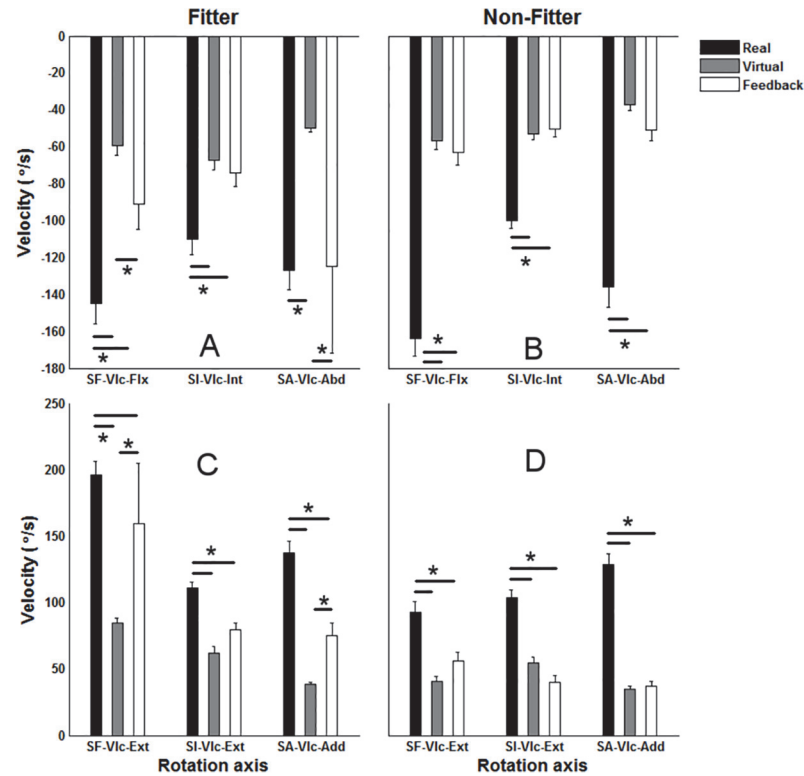 Fitter
Non-Fitter
Real
Virtual
Feedback
Velocity (°/s)
0
-20
-40
-60
-80
-100
-120
-140
-160
-180
*
*
*
*
*
A
SF-Vlc-Flx
SI-Vlc-Int
SA-Vlc-Abd
*
*
*
B
SF-Vlc-Flx
SI-Vlc-Int
SA-Vlc-Abd
Velocity (°/s)
250
200
150
100
50
0
*
*
*
*
*
C
SF-Vlc-Ext
SI-Vlc-Ext
SA-Vlc-Add
Rotation axis
*
*
*
D
SF-Vlc-Ext
SI-Vlc-Ext
SA-Vlc-Add
Rotation axis